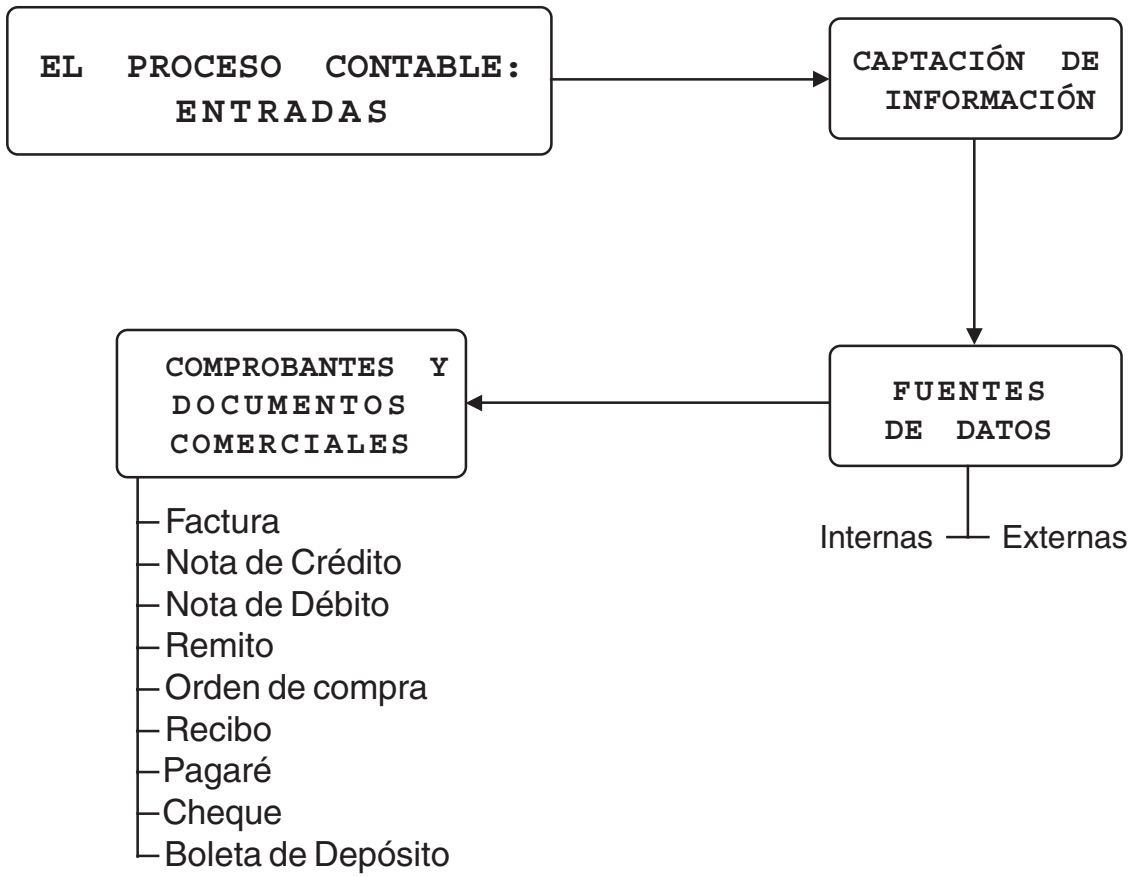 EL PROCESO CONTABLE:
ENTRADAS
CAPTACIÓN DE
INFORMACIÓN
FUENTES
DE DATOS
Internas
Externas
COMPROBANTES Y
DOCUMENTOS
COMERCIALES
Factura
Nota de Crédito
Nota de Débito
Remito
Orden de compra
Recibo
Pagaré
Cheque
Boleta de Depósito